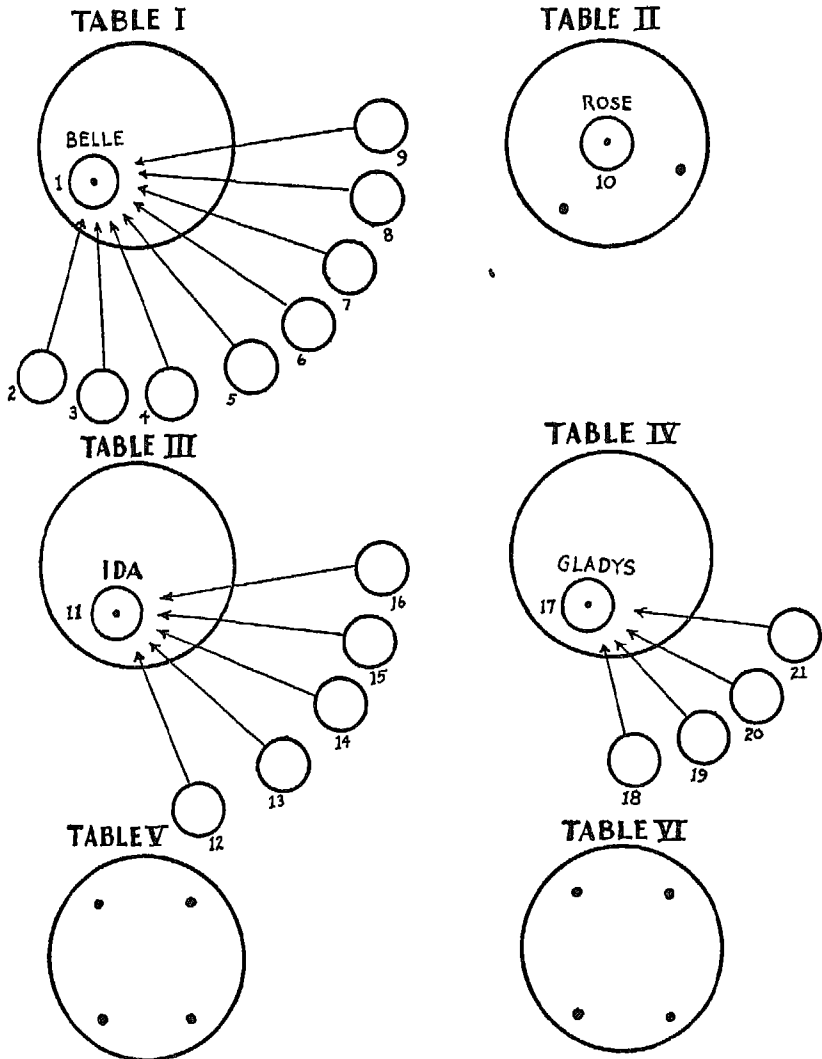 TABLE I
BELLE
1
2
3
4
5
6
7
8
9
TABLE II
ROSE
10
TABLE III
IDA
11
12
13
14
15
16
TABLE IV
GLADYS
17
18
19
20
21
TABLE V
TABLE VI